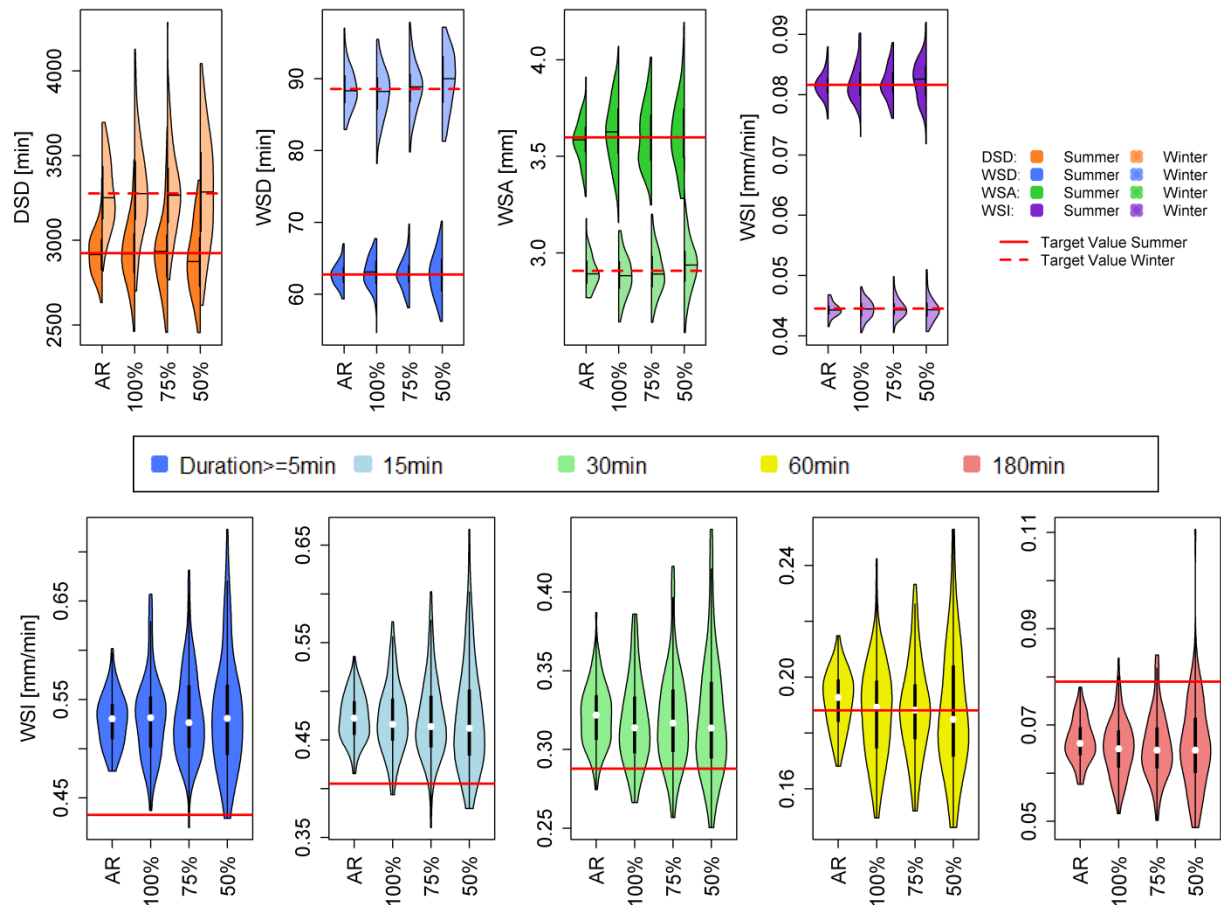 DSD [min]
2500 3000 3500 4000
AR 100% 75% 50%
WSD [min]
60 70 80 90
AR 100% 75% 50%
WSA [mm]
3.0 3.5 4.0
AR 100% 75% 50%
WSI [mm/min]
0.04 0.05 0.06 0.07 0.08 0.09
AR 100% 75% 50%
DSD: Summer Winter
WSD: Summer Winter
WSA: Summer Winter
WSI: Summer Winter
Target Value Summer
Target Value Winter
Duration>=5min 15min 30min 60min 180min
WSI [mm/min]
0.45 0.55 0.65
AR 100% 75% 50%
0.35 0.45 0.55 0.65
AR 100% 75% 50%
0.25 0.30 0.35 0.40
AR 100% 75% 50%
0.16 0.20 0.24
AR 100% 75% 50%
0.05 0.07 0.09 0.11
AR 100% 75% 50%